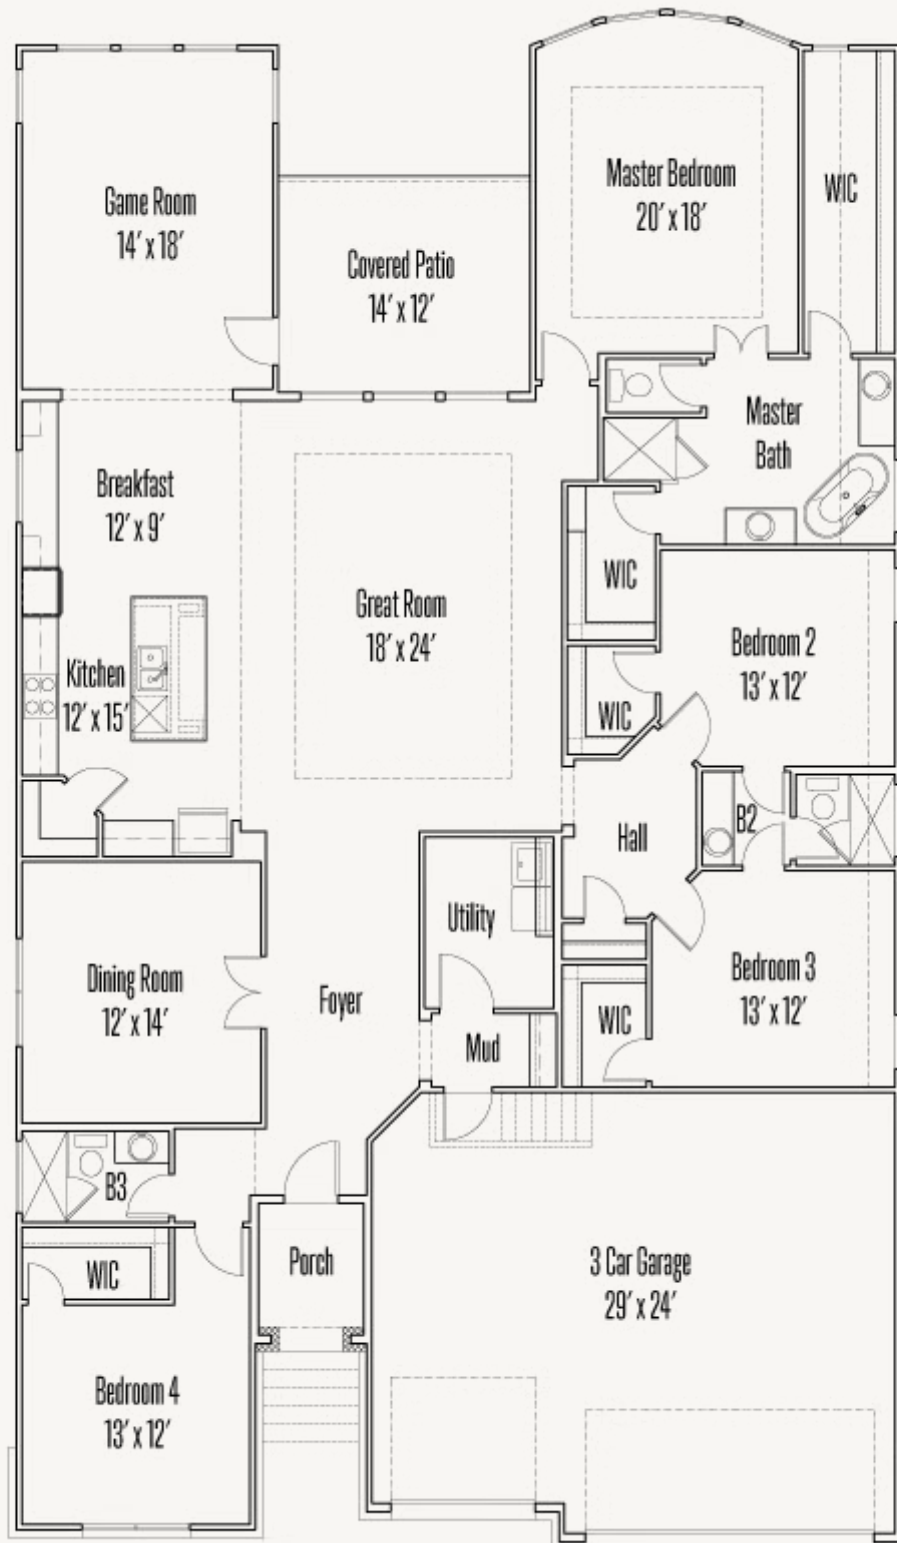 Game Room
14′ x 18′
Covered Patio
14′ x 12′
Master Bedroom
20′ x 18′
WIC
Master
Bath
Breakfast
12′ x 9′
Great Room
18′ x 24′
WIC
Kitchen
12′ x 15′
WIC
Bedroom 2
13′ x 12′
B2
Hall
Utility
Dining Room
12′ x 14′
Foyer
Mud
WIC
Bedroom 3
13′ x 12′
B3
WIC
Porch
3 Car Garage
29′ x 24′
Bedroom 4
13′ x 12′